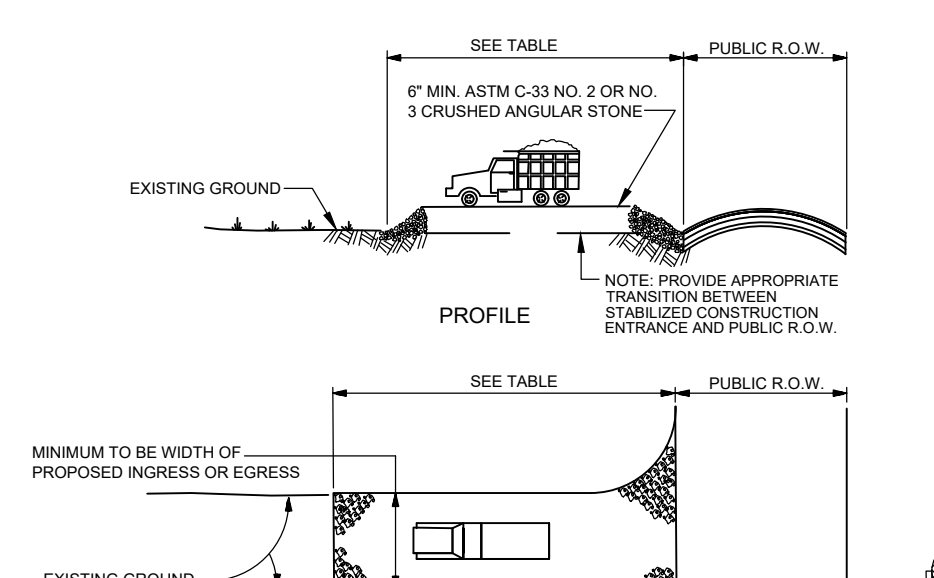 SEE TABLE
PUBLIC R.O.W.
6" MIN. ASTM C-33 NO. 2 OR NO.
3 CRUSHED ANGULAR STONE
EXISTING GROUND
NOTE: PROVIDE APPROPRIATE
TRANSITION BETWEEN
STABILIZED CONSTRUCTION
ENTRANCE AND PUBLIC R.O.W.
PROFILE
SEE TABLE
PUBLIC R.O.W.
MINIMUM TO BE WIDTH OF
PROPOSED INGRESS OR EGRESS
EXISTING GROUND